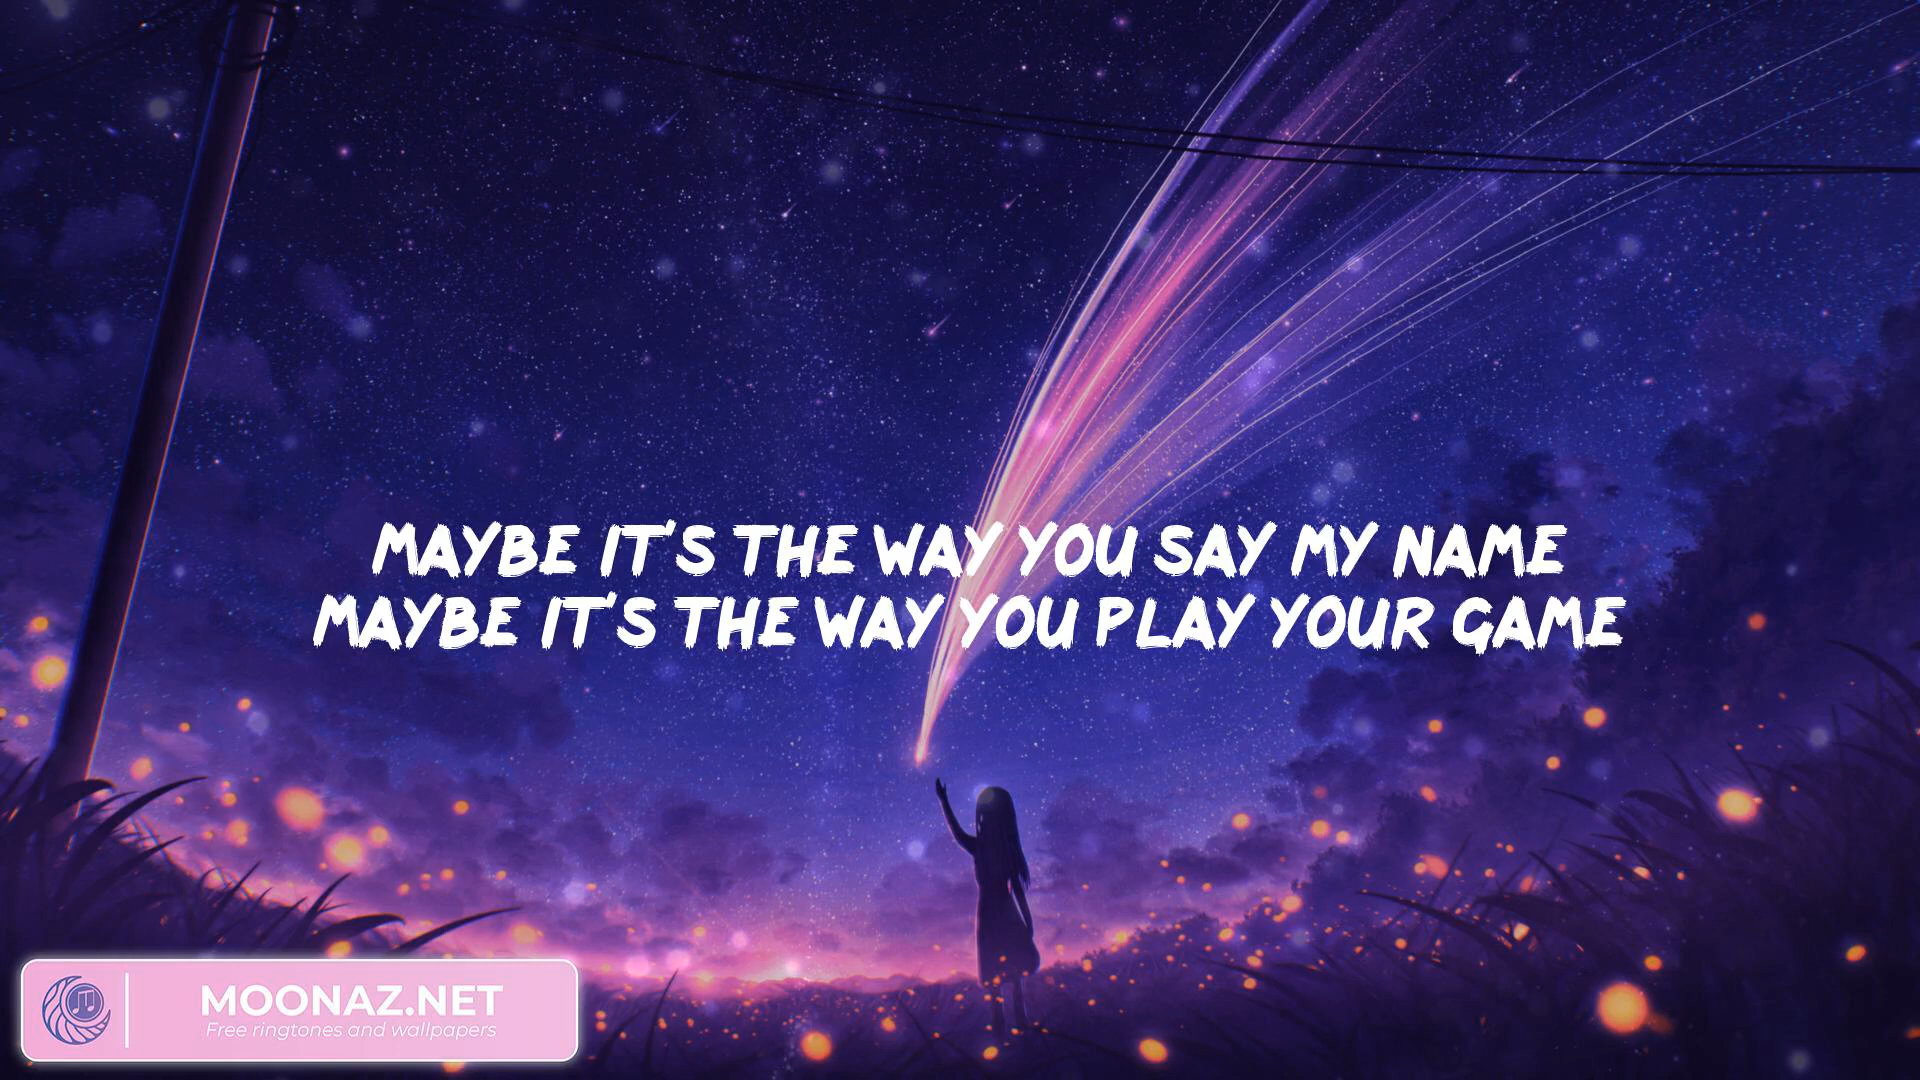 MAYBE IT'S THE WAY YOU SAY MY NAME
MAYBE IT'S THE WAY YOU PLAY YOUR GAME
MOONAZ.NET
Free ringtones and wallpapers